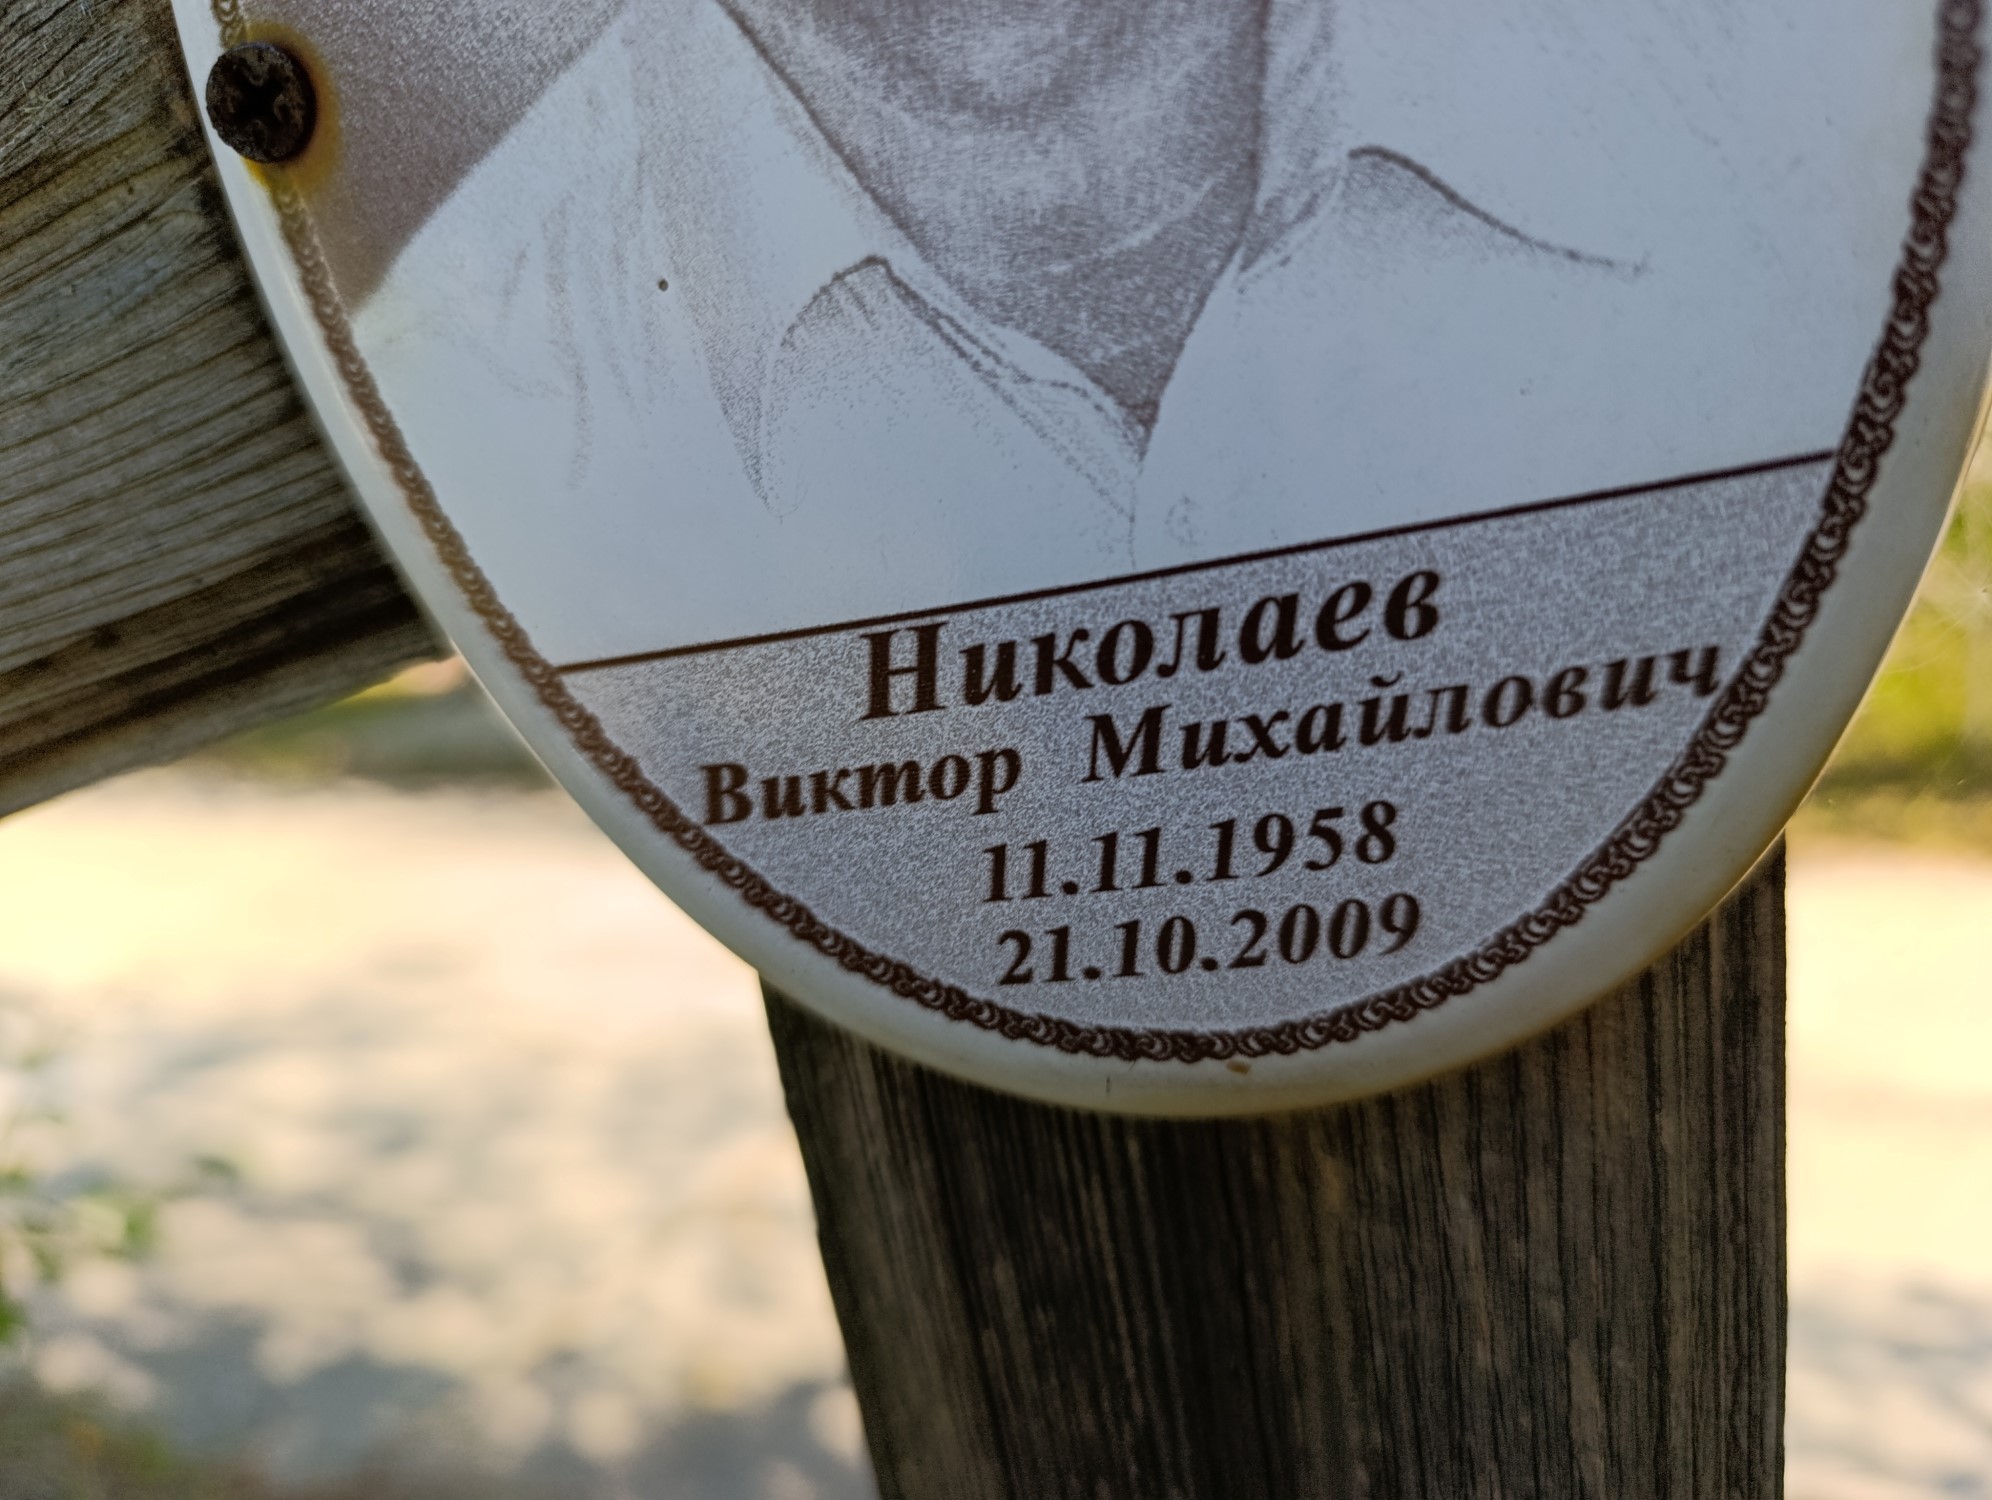 Николаев
Виктор Михайлович
11.11.1958
21.10.2009